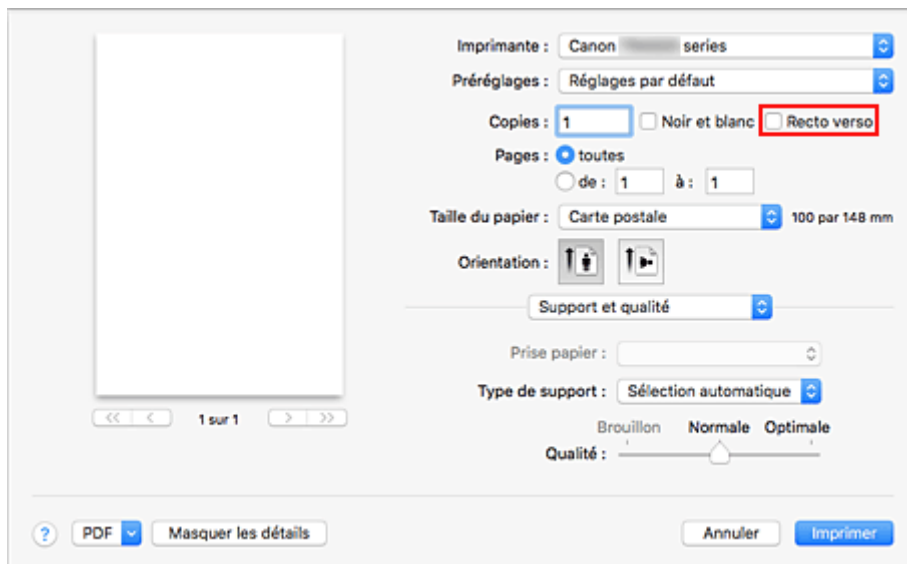 Imprimante : Canon series
Préréglages : Réglages par défaut
Copies : 1 Noir et blanc Recto verso
Pages : toutes
de : 1 à : 1
Taille du papier : Carte postale 100 par 148 mm
Orientation :
Support et qualité
Prise papier :
Type de support : Sélection automatique
<< < 1 sur 1 > >>
Brouillon Normale Optimale
Qualité :
? PDF Masquer les détails Annuler Imprimer